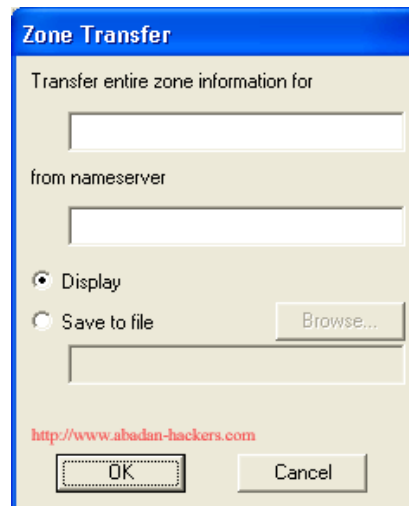 Zone Transfer
Transfer entire zone information for
from nameserver
Display
Save to file
Browse...
http://www.abadan-hackers.com
OK
Cancel